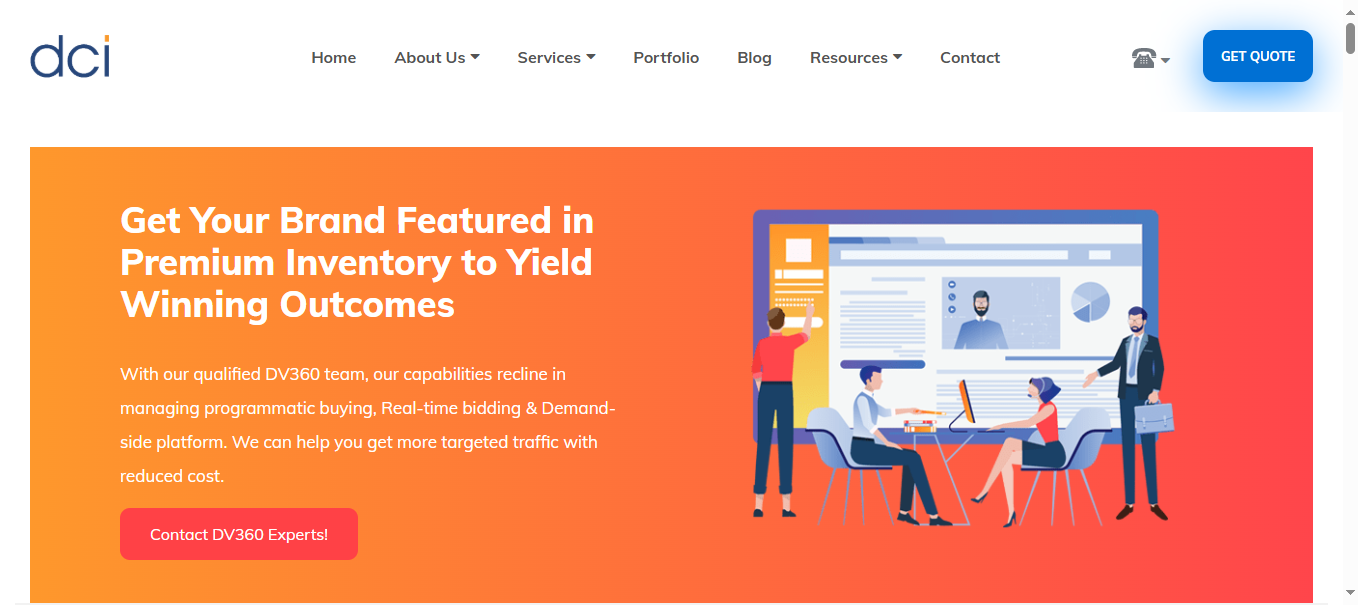 dci
Home About Us Services Portfolio Blog Resources Contact
GET QUOTE
Get Your Brand Featured in
Premium Inventory to Yield
Winning Outcomes
With our qualified DV360 team, our capabilities recline in
managing programmatic buying, Real-time bidding & Demand-
side platform. We can help you get more targeted traffic with
reduced cost.
Contact DV360 Experts!